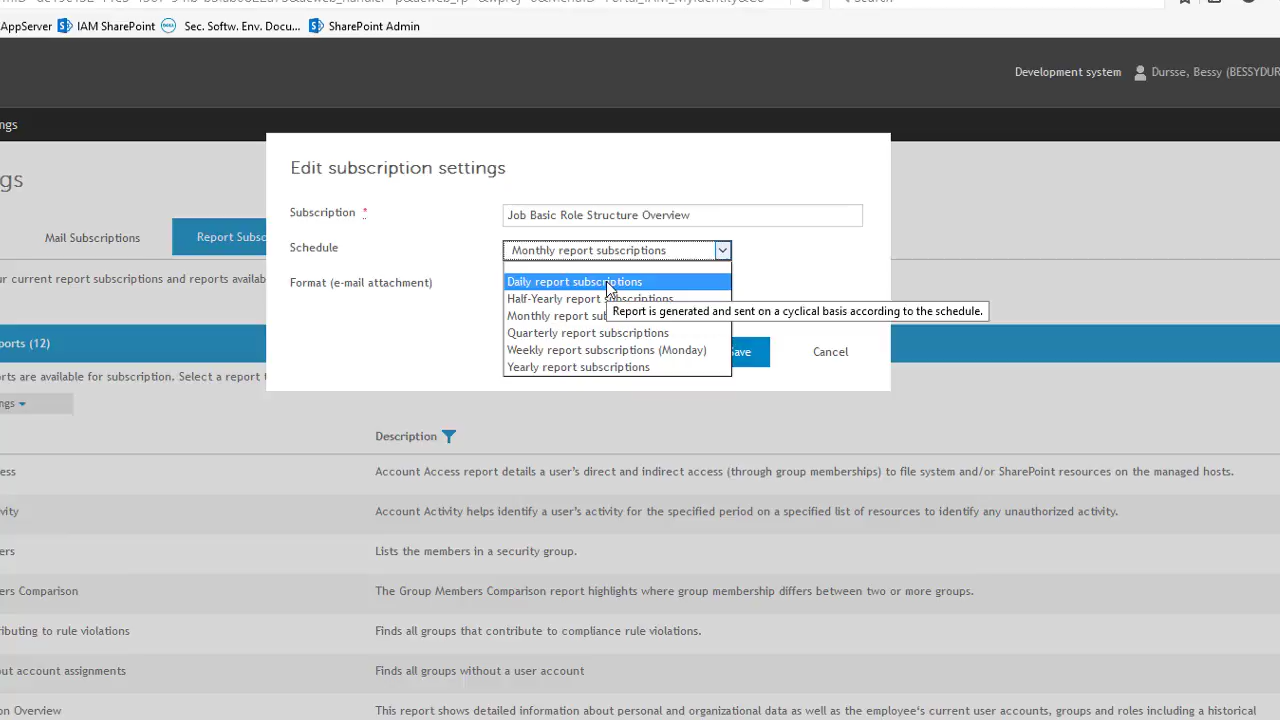 AppServer IAM SharePoint Sec. Softw. Env. Docu... SharePoint Admin
Development system Dursse, Bessy (BESSYDUR
ngs
gs
Edit subscription settings
Subscription *
Job Basic Role Structure Overview
Mail Subscriptions
Report Subsc
Schedule
Monthly report subscriptions
ur current report subscriptions and reports availab
Format (e-mail attachment)
Daily report subscriptions
Half-Yearly report subscriptions
Monthly report sub
Report is generated and sent on a cyclical basis according to the schedule.
Quarterly report subscriptions
Weekly report subscriptions (Monday)
Yearly report subscriptions
ave
Cancel
ports (12)
rts are available for subscription. Select a report t
ngs
Description
ess
Account Access report details a user's direct and indirect access (through group memberships) to file system and/or SharePoint resources on the managed hosts.
vity
Account Activity helps identify a user's activity for the specified period on a specified list of resources to identify any unauthorized activity.
ers
Lists the members in a security group.
ers Comparison
The Group Members Comparison report highlights where group membership differs between two or more groups.
ributing to rule violations
Finds all groups that contribute to compliance rule violations.
out account assignments
Finds all groups without a user account
on Overview
This report shows detailed information about personal and organizational data as well as the employee's current user accounts, groups and roles including a historical